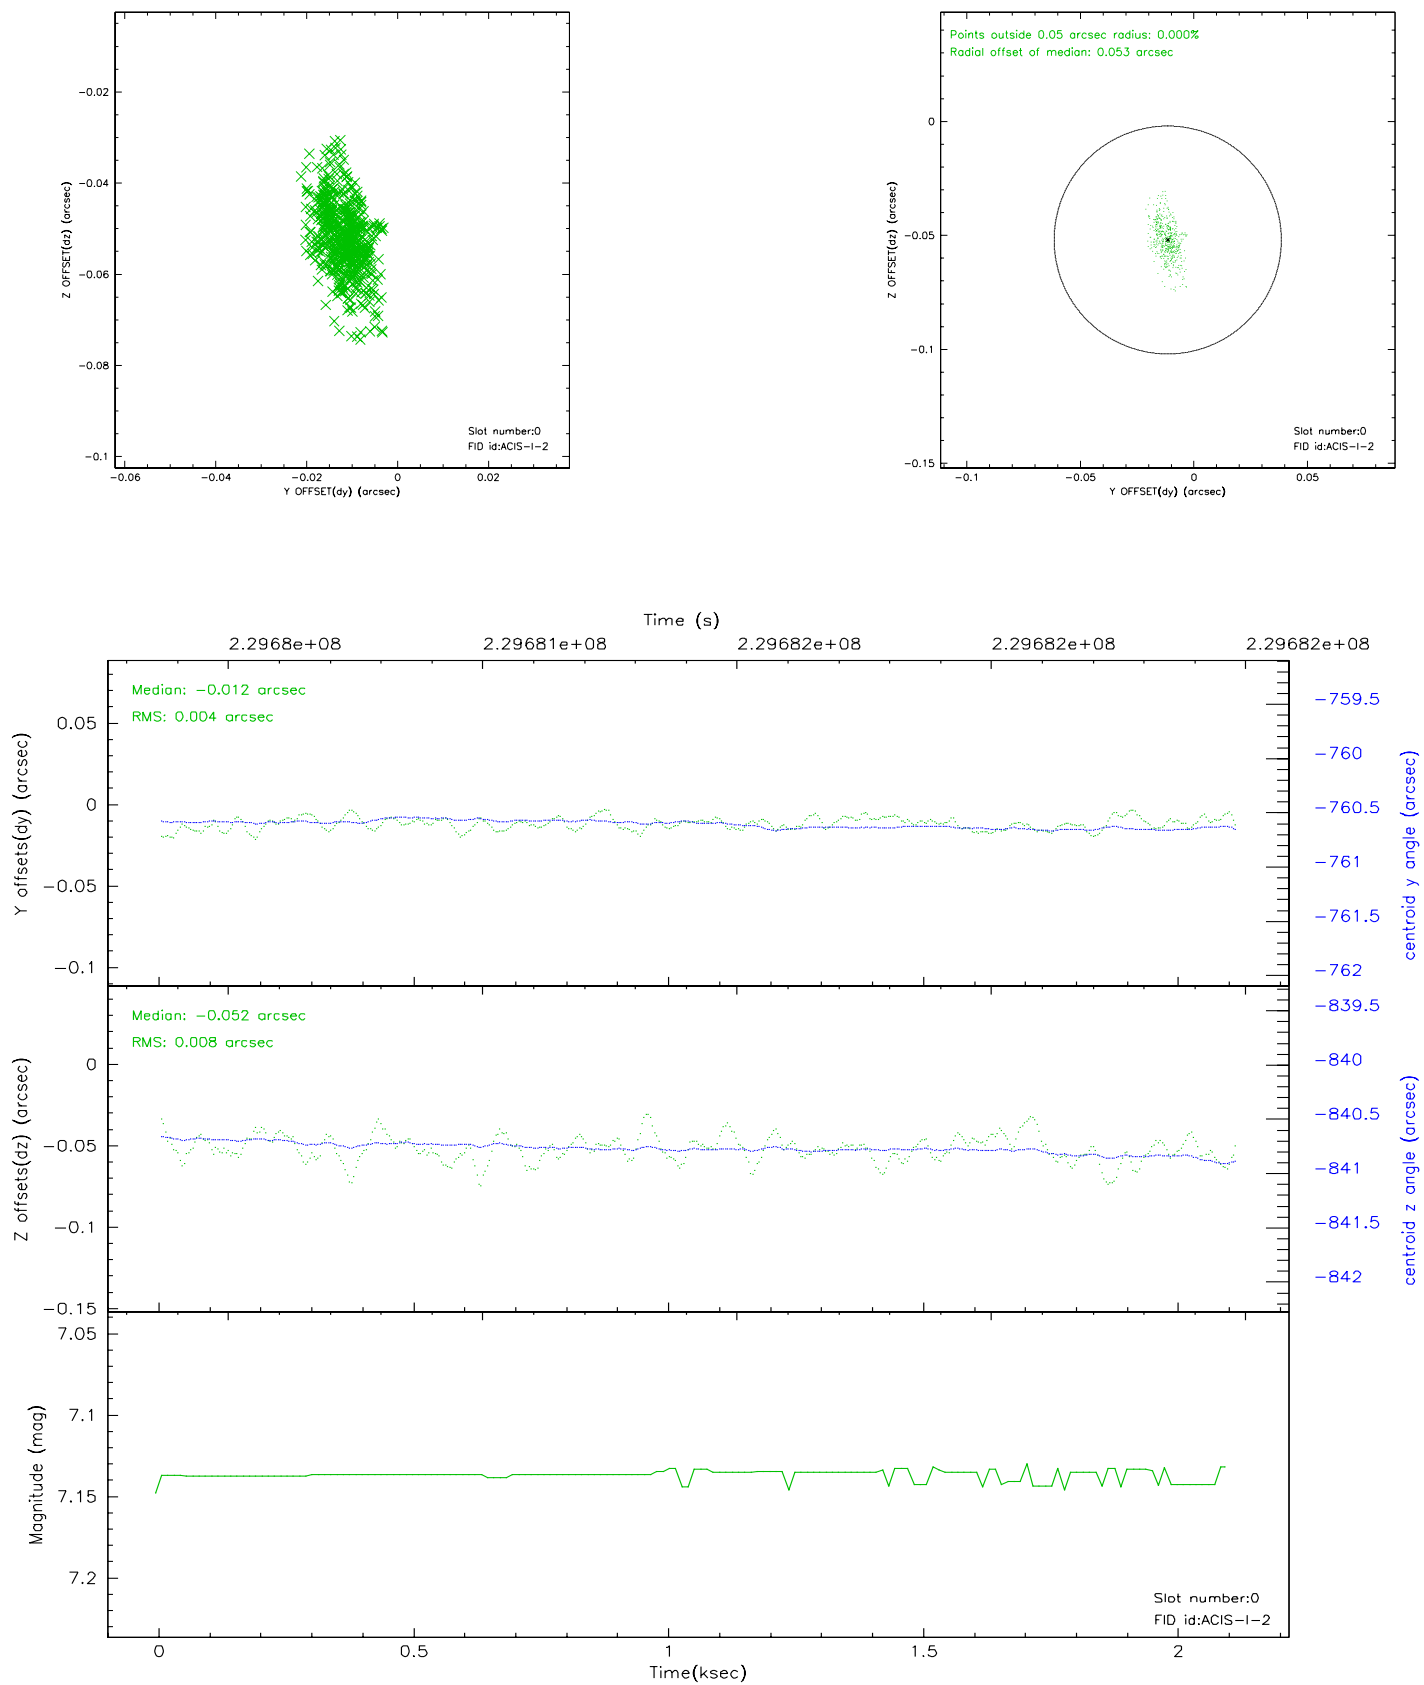 −0.02
−0.04
−0.06
−0.08
−0.1
Z OFFSET(dz) (arcsec)
Slot number:0
FID id:ACIS−I−2
−0.06
−0.04
−0.02
0
0.02
Y OFFSET(dy) (arcsec)
Points outside 0.05 arcsec radius: 0.000%
Radial offset of median: 0.053 arcsec
0
−0.05
−0.1
−0.15
Z OFFSET(dz) (arcsec)
Slot number:0
FID id:ACIS−I−2
−0.1
−0.05
0
0.05
Y OFFSET(dy) (arcsec)
Time (s)
2.2968e+08
2.29681e+08
2.29682e+08
2.29682e+08
2.29682e+08
Median: −0.012 arcsec
RMS: 0.004 arcsec
0.05
0
−0.05
−0.1
Y offsets(dy) (arcsec)
−759.5
−760
−760.5
−761
−761.5
−762
centroid y angle (arcsec)
Median: −0.052 arcsec
RMS: 0.008 arcsec
0
−0.05
−0.1
−0.15
Z offsets(dz) (arcsec)
−839.5
−840
−840.5
−841
−841.5
−842
centroid z angle (arcsec)
7.05
7.1
7.15
7.2
Magnitude (mag)
Slot number:0
FID id:ACIS−I−2
0
0.5
1
1.5
2
Time(ksec)